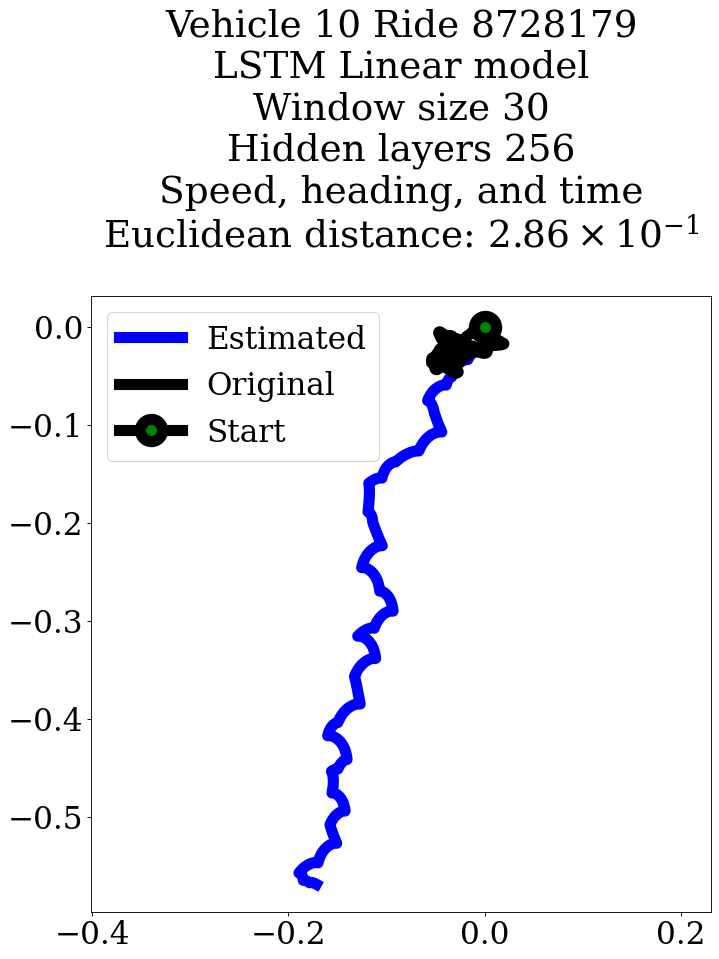 Vehicle 10 Ride 8728179
LSTM Linear model
Window size 30
Hidden layers 256
Speed, heading, and time
Euclidean distance: 2.86 × 10⁻¹
Estimated
Original
Start
0.0
−0.1
−0.2
−0.3
−0.4
−0.5
−0.4 −0.2 0.0 0.2